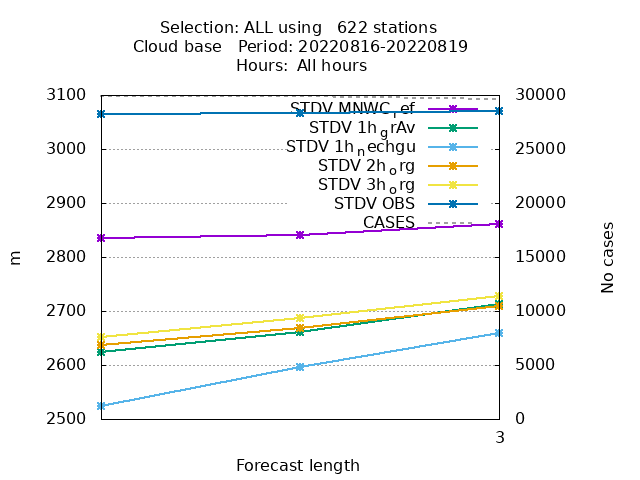 Selection: ALL using   622 stations
Cloud base   Period: 20220816-20220819
Hours:  All hours
3100
3000
2900
2800
2700
2600
2500
m
STDV MNWC_ref
STDV 1h_grAv
STDV 1h_nechgu
STDV 2h_org
STDV 3h_org
STDV OBS
CASES
30000
25000
20000
15000
10000
5000
0
No cases
3
Forecast length